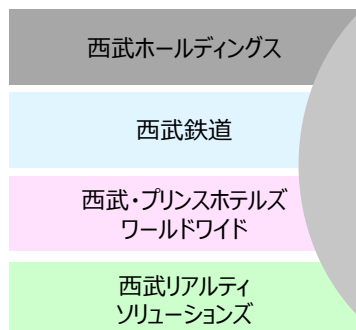 西武ホールディングス
西武鉄道
西武・プリンスホテルズ
ワールドワイド
西武リアルティ
ソリューションズ